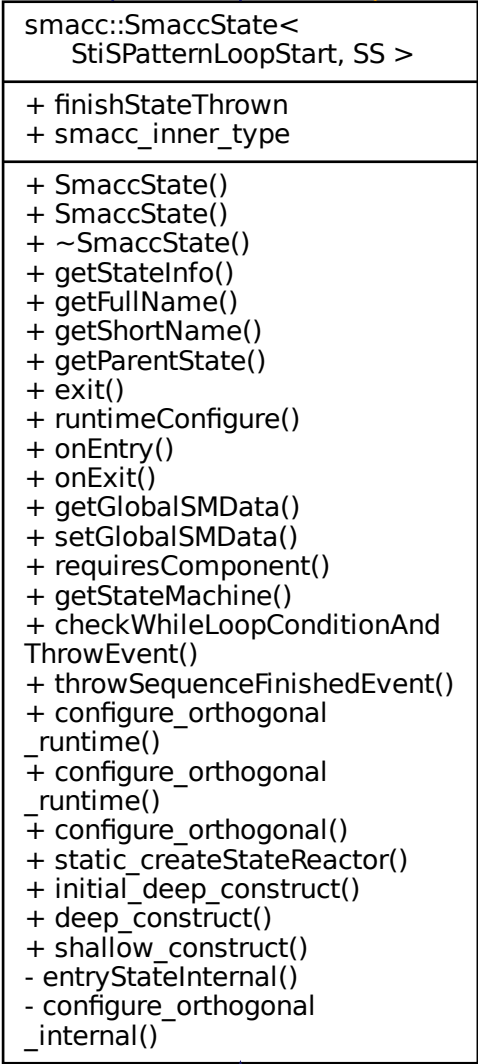 smacc::SmaccState<
StiSPatternLoopStart, SS >
+ finishStateThrown
+ smacc_inner_type
+ SmaccState()
+ SmaccState()
+ ~SmaccState()
+ getStateInfo()
+ getFullName()
+ getShortName()
+ getParentState()
+ exit()
+ runtimeConfigure()
+ onEntry()
+ onExit()
+ getGlobalSMData()
+ setGlobalSMData()
+ requiresComponent()
+ getStateMachine()
+ checkWhileLoopConditionAnd
ThrowEvent()
+ throwSequenceFinishedEvent()
+ configure_orthogonal
_runtime()
+ configure_orthogonal
_runtime()
+ configure_orthogonal()
+ static_createStateReactor()
+ initial_deep_construct()
+ deep_construct()
+ shallow_construct()
- entryStateInternal()
- configure_orthogonal
_internal()